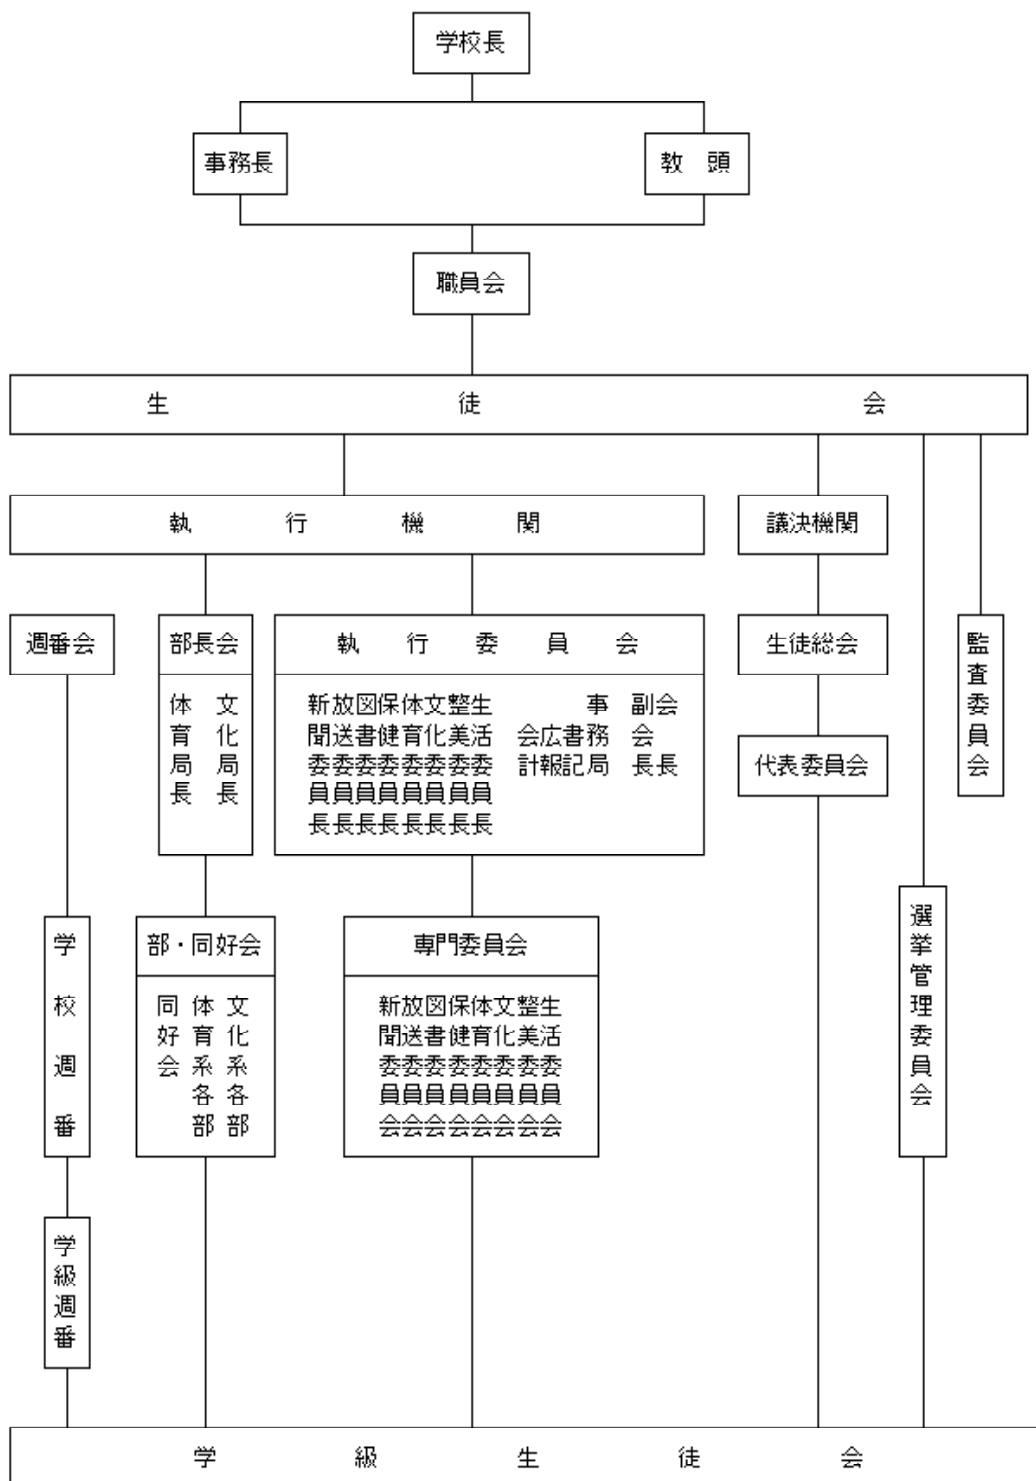 学校長
事務長
教頭
職員会
生徒会
執行機関
議決機関
週番会
部長会
体育局長
文化局長
執行委員会
新聞委員長
放送委員長
図書委員長
保健委員長
体育委員長
文化委員長
整美委員長
生活委員長
会計
広報
書記
事務局
副会長
会長
生徒総会
代表委員会
監査委員会
選挙管理委員会
学校週番
部・同好会
同好会
体育系各部
文化系各部
専門委員会
新聞委員会
放送委員会
図書委員会
保健委員会
体育委員会
文化委員会
整美委員会
生活委員会
学級週番
学級生徒会